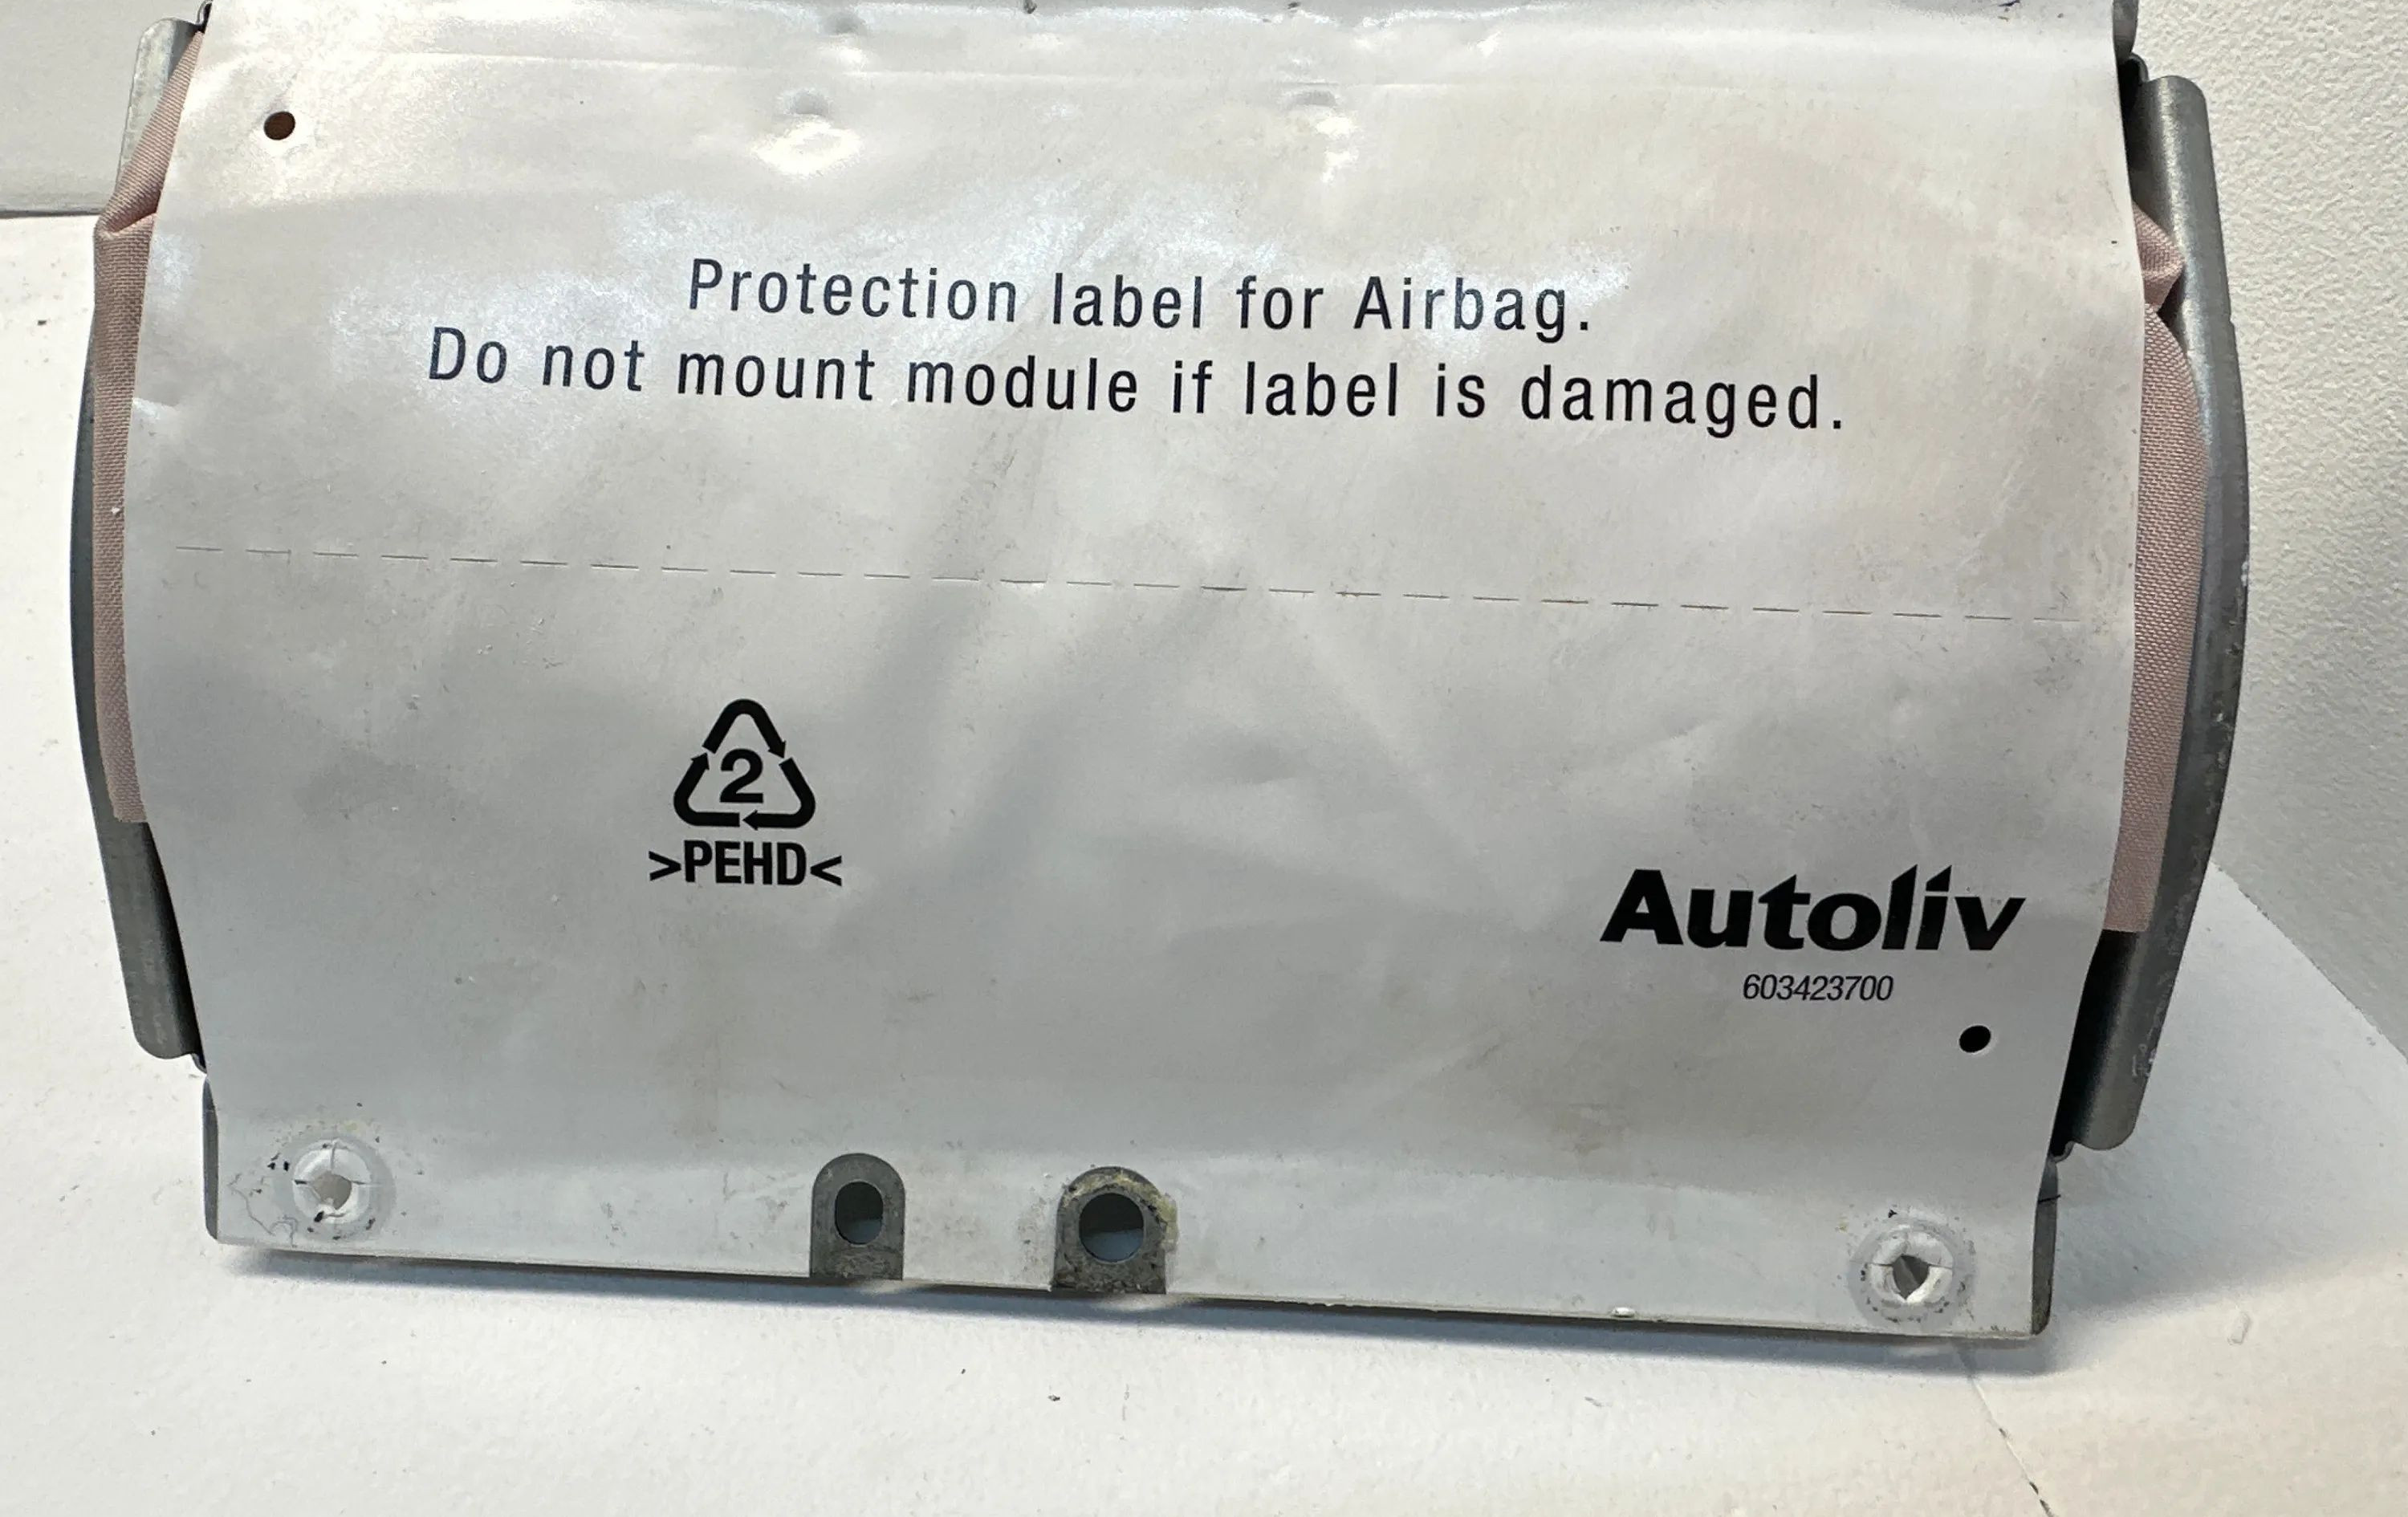 Protection label for Airbag.
Do not mount module if label is damaged.
2
>PEHD<
Autoliv
603423700